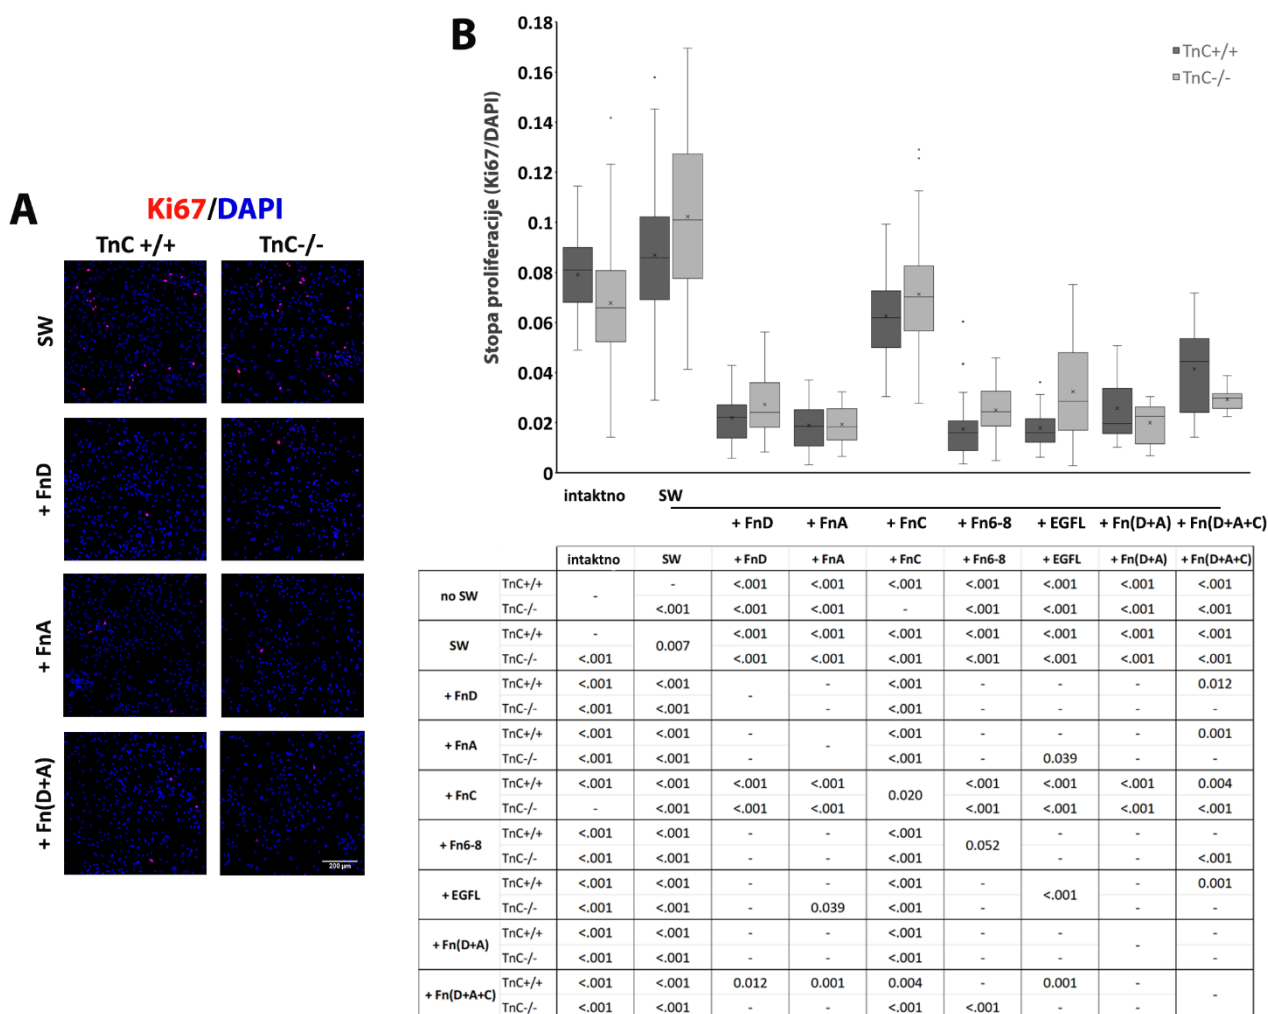 A
Ki67/DAPI
TnC +/+ TnC-/-
SW
+ FnD
+ FnA
+ Fn(D+A)
200 µm
B
Stopa proliferacije (Ki67/DAPI)
0.18
0.16
0.14
0.12
0.1
0.08
0.06
0.04
0.02
0
TnC+/+
TnC-/-
intaktno SW
+ FnD + FnA + FnC + Fn6-8 + EGFL + Fn(D+A) + Fn(D+A+C)
intaktno SW + FnD + FnA + FnC + Fn6-8 + EGFL + Fn(D+A) + Fn(D+A+C)
no SW TnC+/+ - - <.001 <.001 <.001 <.001 <.001 <.001 <.001
TnC-/- <.001 <.001 <.001 - <.001 <.001 <.001 <.001
SW TnC+/+ - 0.007 <.001 <.001 <.001 <.001 <.001 <.001 <.001
TnC-/- <.001 <.001 <.001 <.001 <.001 <.001 <.001 <.001
+ FnD TnC+/+ <.001 <.001 - - <.001 - - - 0.012
TnC-/- <.001 <.001 - <.001 - - - -
+ FnA TnC+/+ <.001 <.001 - - <.001 - - - 0.001
TnC-/- <.001 <.001 - <.001 - 0.039 - -
+ FnC TnC+/+ <.001 <.001 <.001 <.001 0.020 <.001 <.001 <.001 0.004
TnC-/- - <.001 <.001 <.001 <.001 <.001 <.001 <.001
+ Fn6-8 TnC+/+ <.001 <.001 - - <.001 0.052 - - -
TnC-/- <.001 <.001 - - <.001 - - <.001
+ EGFL TnC+/+ <.001 <.001 - - <.001 - <.001 - 0.001
TnC-/- <.001 <.001 - 0.039 <.001 - - -
+ Fn(D+A) TnC+/+ <.001 <.001 - - <.001 - - - -
TnC-/- <.001 <.001 - - <.001 - - -
+ Fn(D+A+C) TnC+/+ <.001 <.001 0.012 0.001 0.004 - 0.001 - -
TnC-/- <.001 <.001 - - <.001 <.001 - -